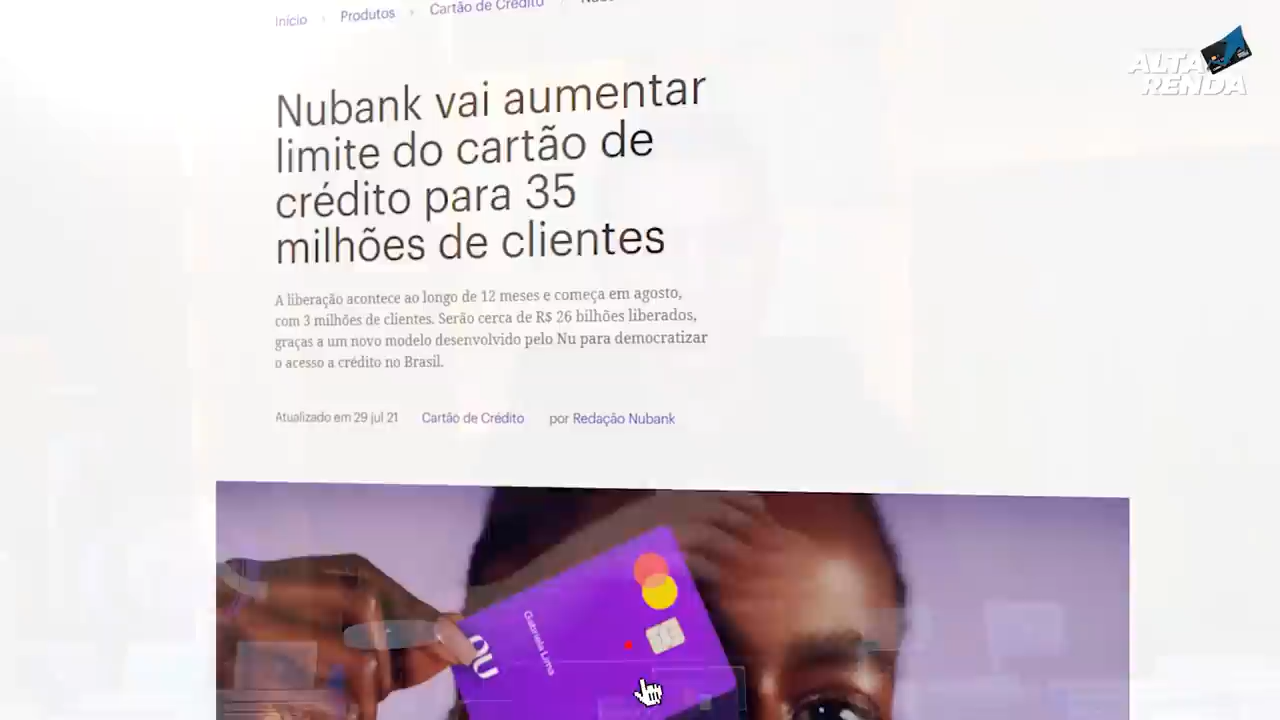 Início › Produtos › Cartão de Crédito
ALTA
RENDA
Nubank vai aumentar
limite do cartão de
crédito para 35
milhões de clientes
A liberação acontece ao longo de 12 meses e começa em agosto,
com 3 milhões de clientes. Serão cerca de R$ 26 bilhões liberados,
graças a um novo modelo desenvolvido pelo Nu para democratizar
o acesso a crédito no Brasil.
Atualizado em 29 jul 21 Cartão de Crédito por Redação Nubank
nu
Gabriela Lima